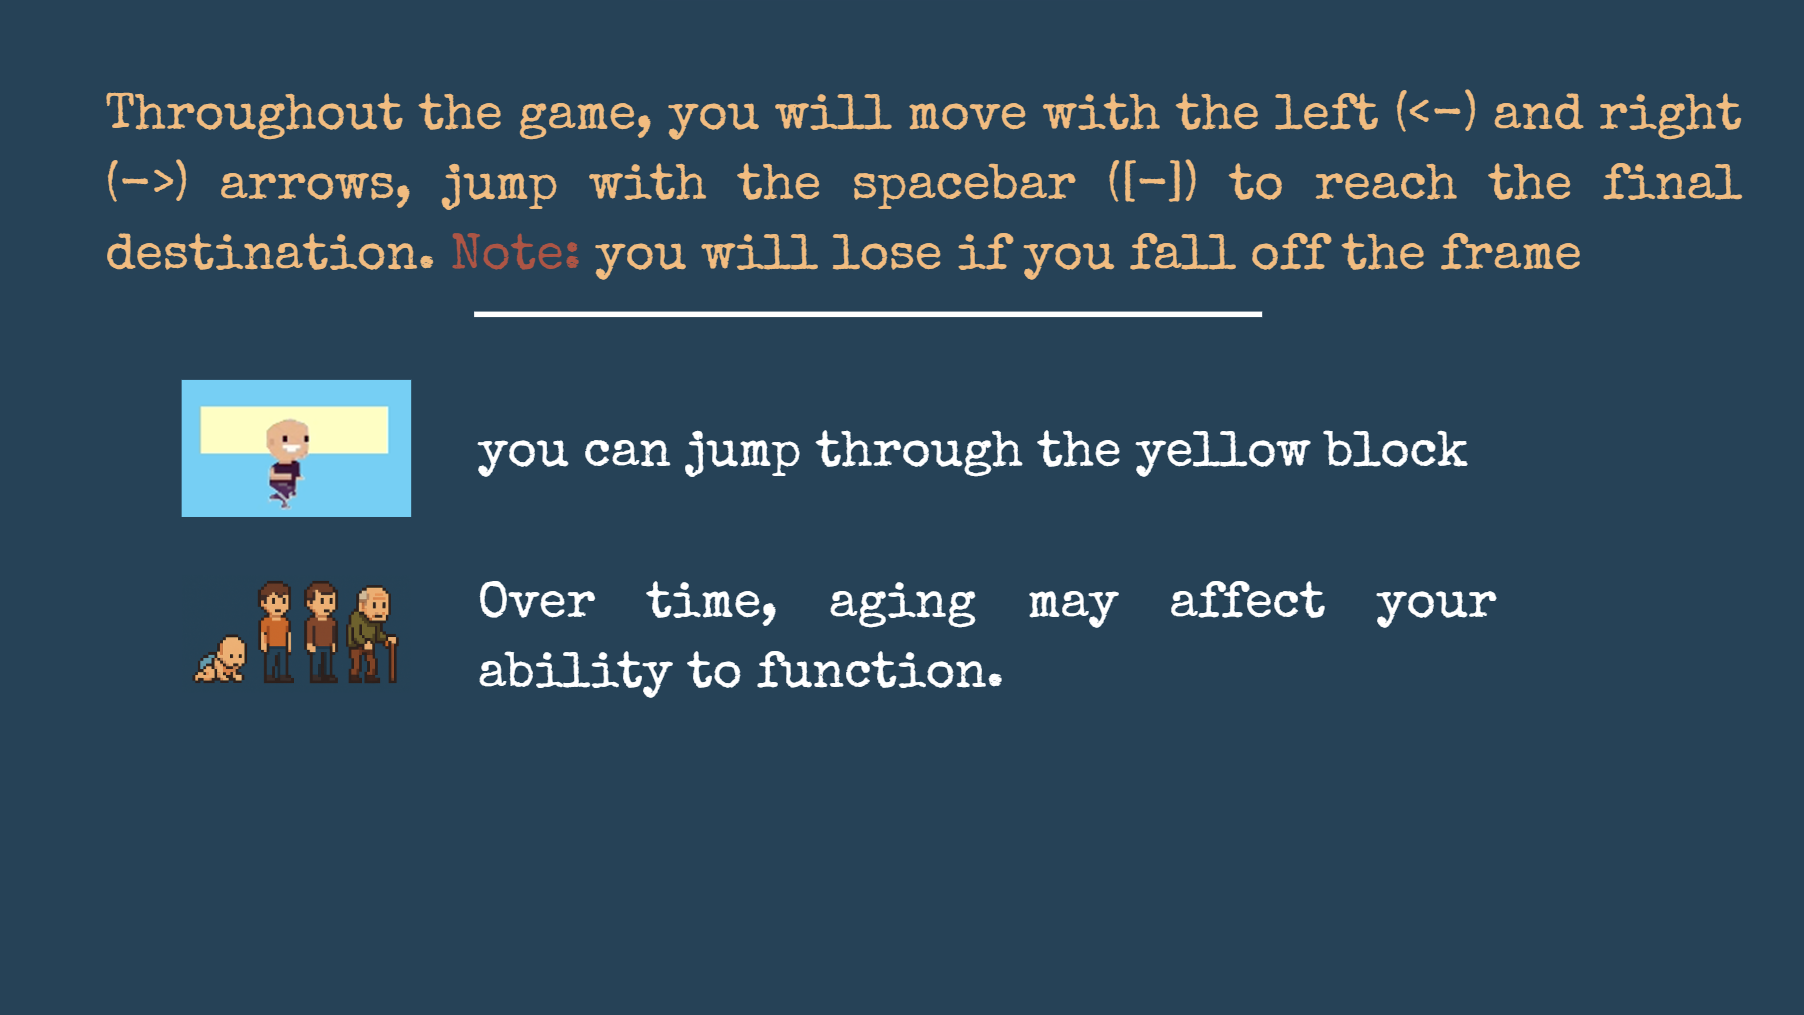 Throughout the game, you will move with the left (<-) and right
(->) arrows, jump with the spacebar ([-]) to reach the final
destination. Note: you will lose if you fall off the frame
you can jump through the yellow block
Over time, aging may affect your
ability to function.